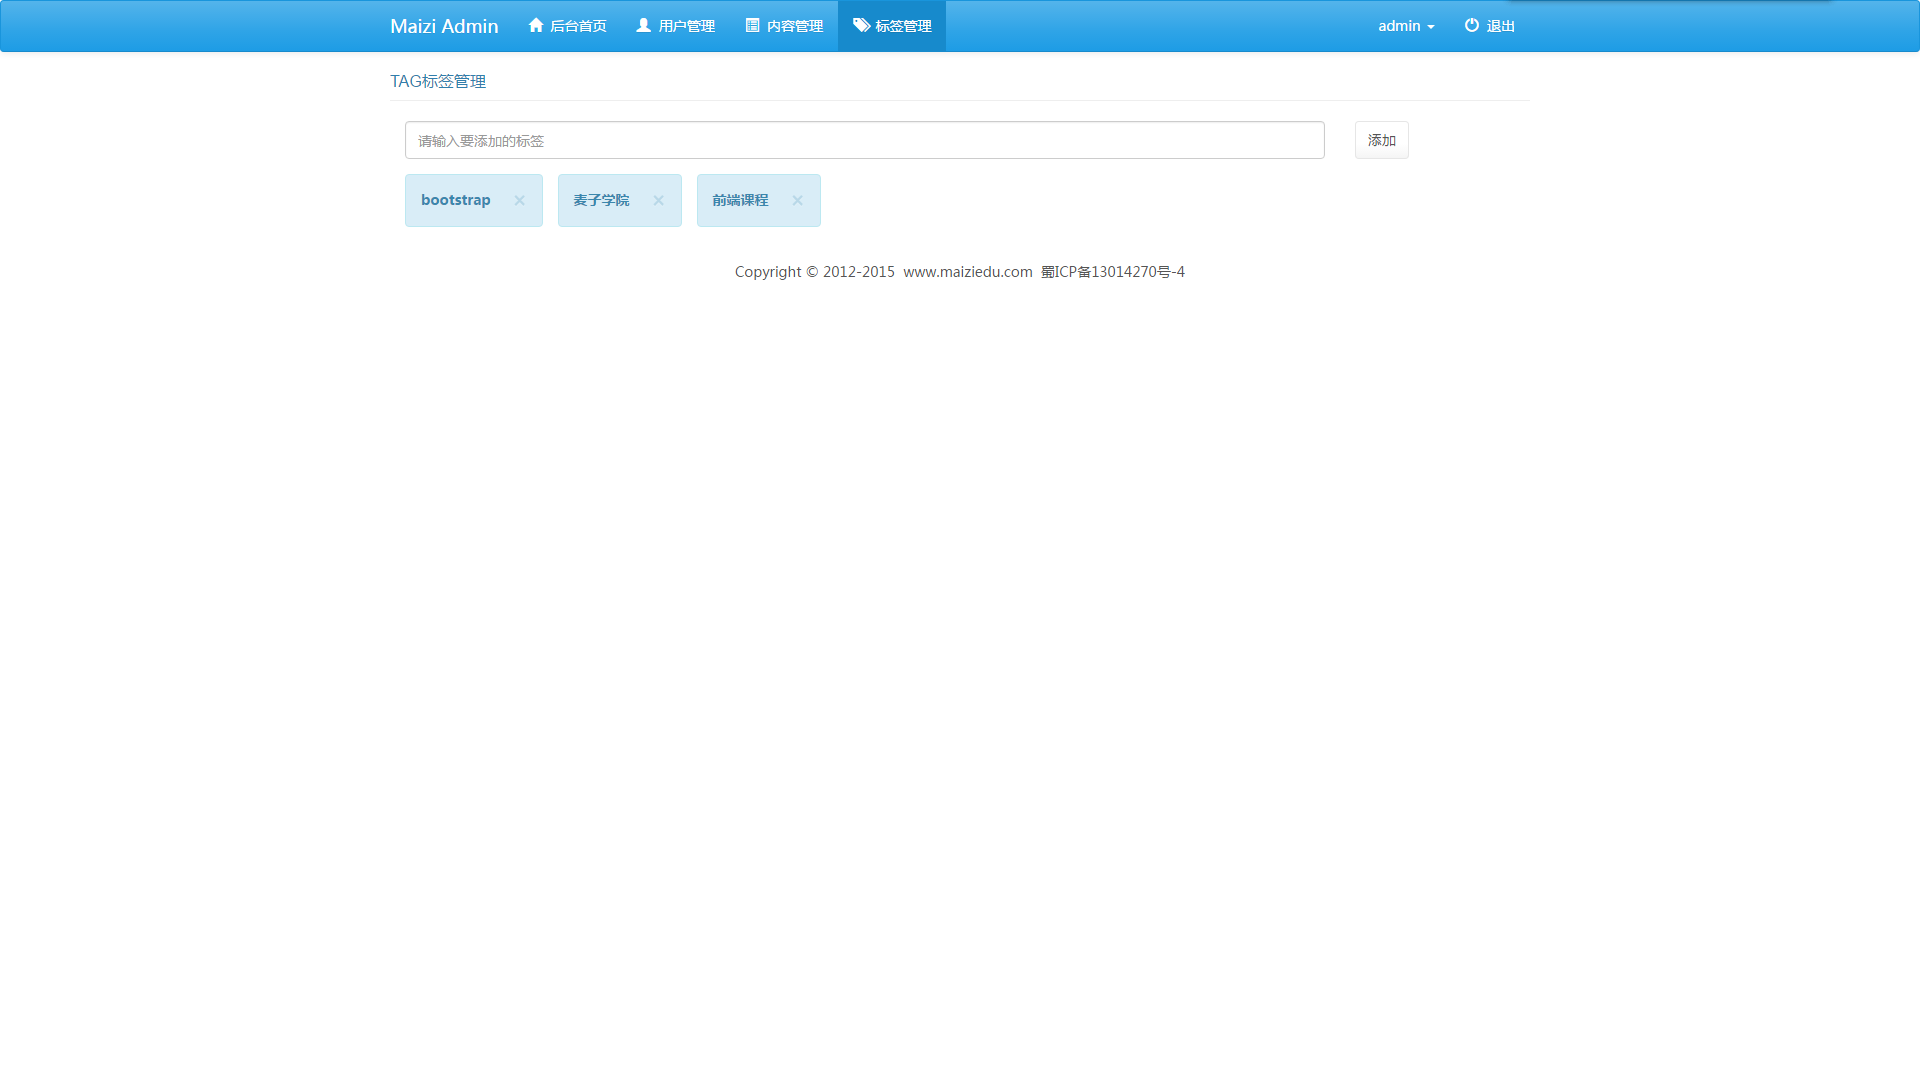 Maizi Admin 后台首页 用户管理 内容管理 标签管理 admin 退出
TAG标签管理
请输入要添加的标签 添加
bootstrap × 麦子学院 × 前端课程 ×
Copyright © 2012-2015 www.maiziedu.com 蜀ICP备13014270号-4